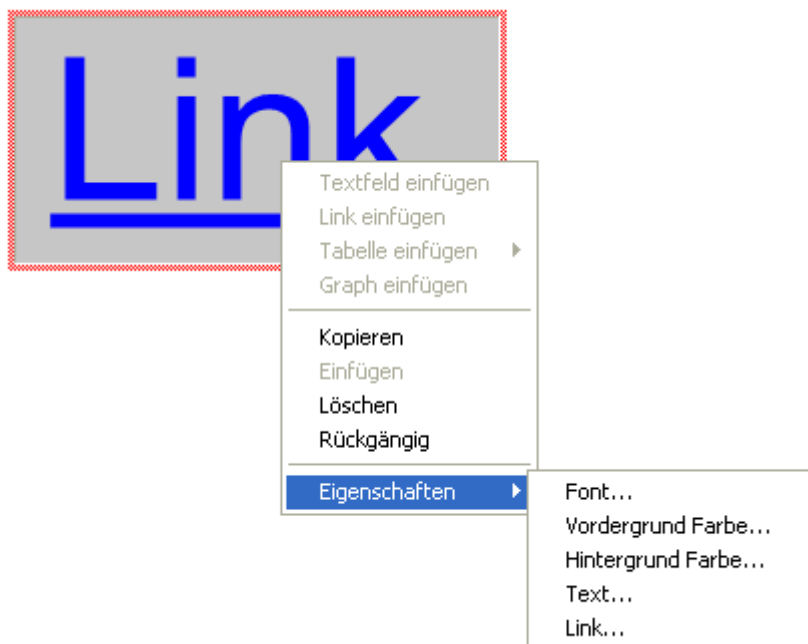 Link
Textfeld einfügen
Link einfügen
Tabelle einfügen
Graph einfügen
Kopieren
Einfügen
Löschen
Rückgängig
Eigenschaften
Font...
Vordergrund Farbe...
Hintergrund Farbe...
Text...
Link...